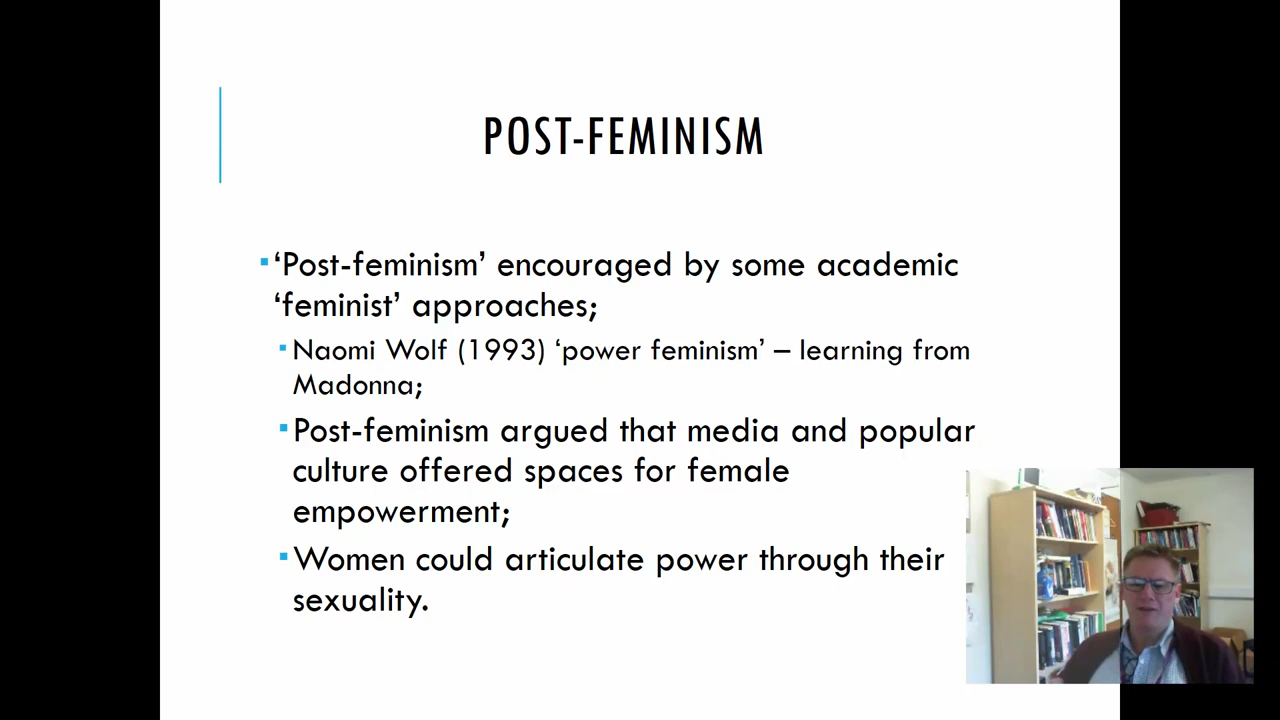 POST-FEMINISM
▪‘Post-feminism’ encouraged by some academic
‘feminist’ approaches;
▪Naomi Wolf (1993) ‘power feminism’ – learning from
Madonna;
▪Post-feminism argued that media and popular
culture offered spaces for female
empowerment;
▪Women could articulate power through their
sexuality.